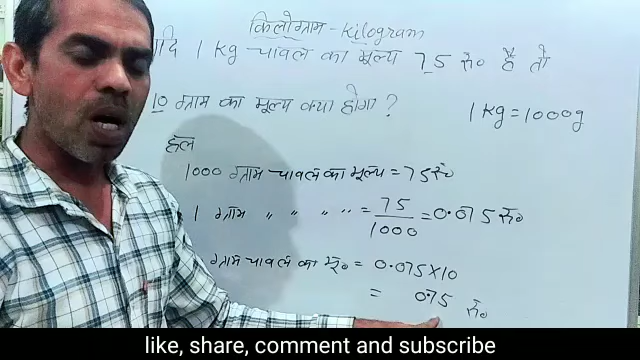 किलोग्राम - Kilogram
यदि 1 kg चावल का मूल्य 75 रु० है तो
10 ग्राम का मूल्य क्या होगा?
1 kg = 1000g
हल
1000 ग्राम चावल का मूल्य = 75 रु०
1 ग्राम " " " " = 75/1000 = 0.075 रु०
ग्राम चावल का मू० = 0.075×10
= 0.75 रु०
like, share, comment and subscribe